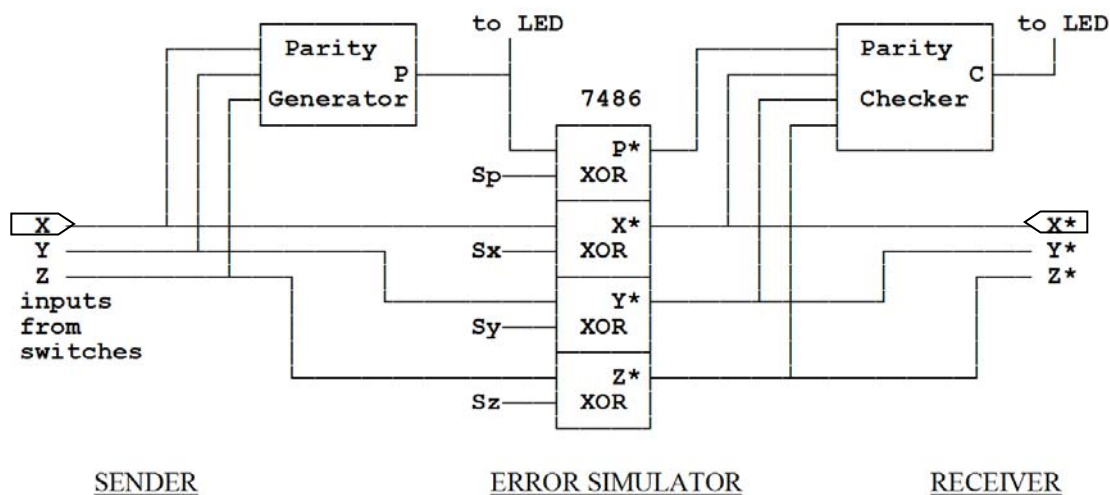 to LED
to LED
Parity
P
Generator
Parity
C
Checker
7486
P*
Sp
XOR
X
X*
X*
Sx
XOR
Y
Y*
Z
Z*
inputs
from
switches
Y*
Sy
XOR
Z*
Sz
XOR
SENDER
ERROR SIMULATOR
RECEIVER